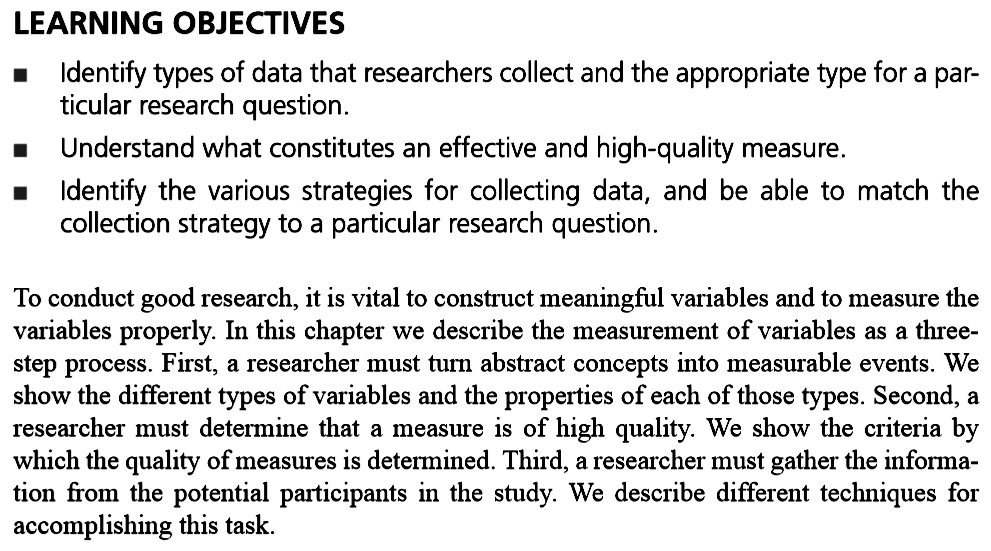 LEARNING OBJECTIVES
■ Identify types of data that researchers collect and the appropriate type for a par-
ticular research question.
■ Understand what constitutes an effective and high-quality measure.
■ Identify the various strategies for collecting data, and be able to match the
collection strategy to a particular research question.
To conduct good research, it is vital to construct meaningful variables and to measure the
variables properly. In this chapter we describe the measurement of variables as a three-
step process. First, a researcher must turn abstract concepts into measurable events. We
show the different types of variables and the properties of each of those types. Second, a
researcher must determine that a measure is of high quality. We show the criteria by
which the quality of measures is determined. Third, a researcher must gather the informa-
tion from the potential participants in the study. We describe different techniques for
accomplishing this task.